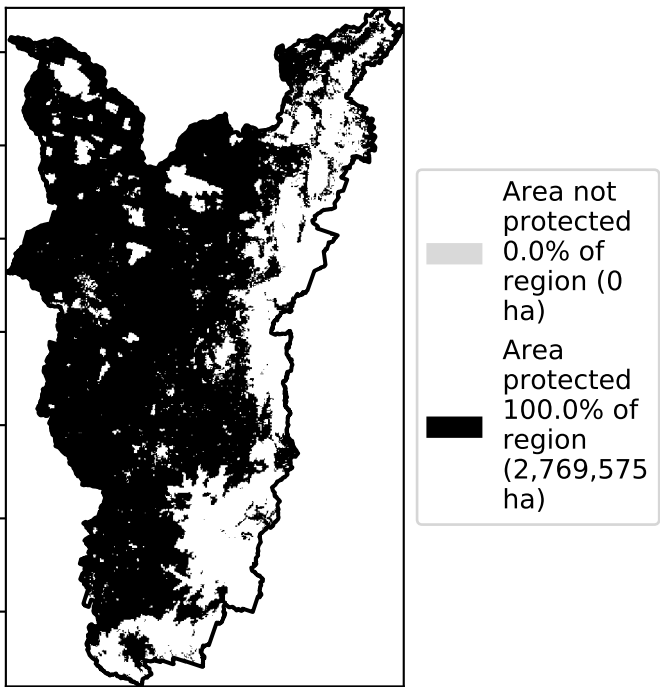 Area not
protected
0.0% of
region (0
ha)
Area
protected
100.0% of
region
(2,769,575
ha)